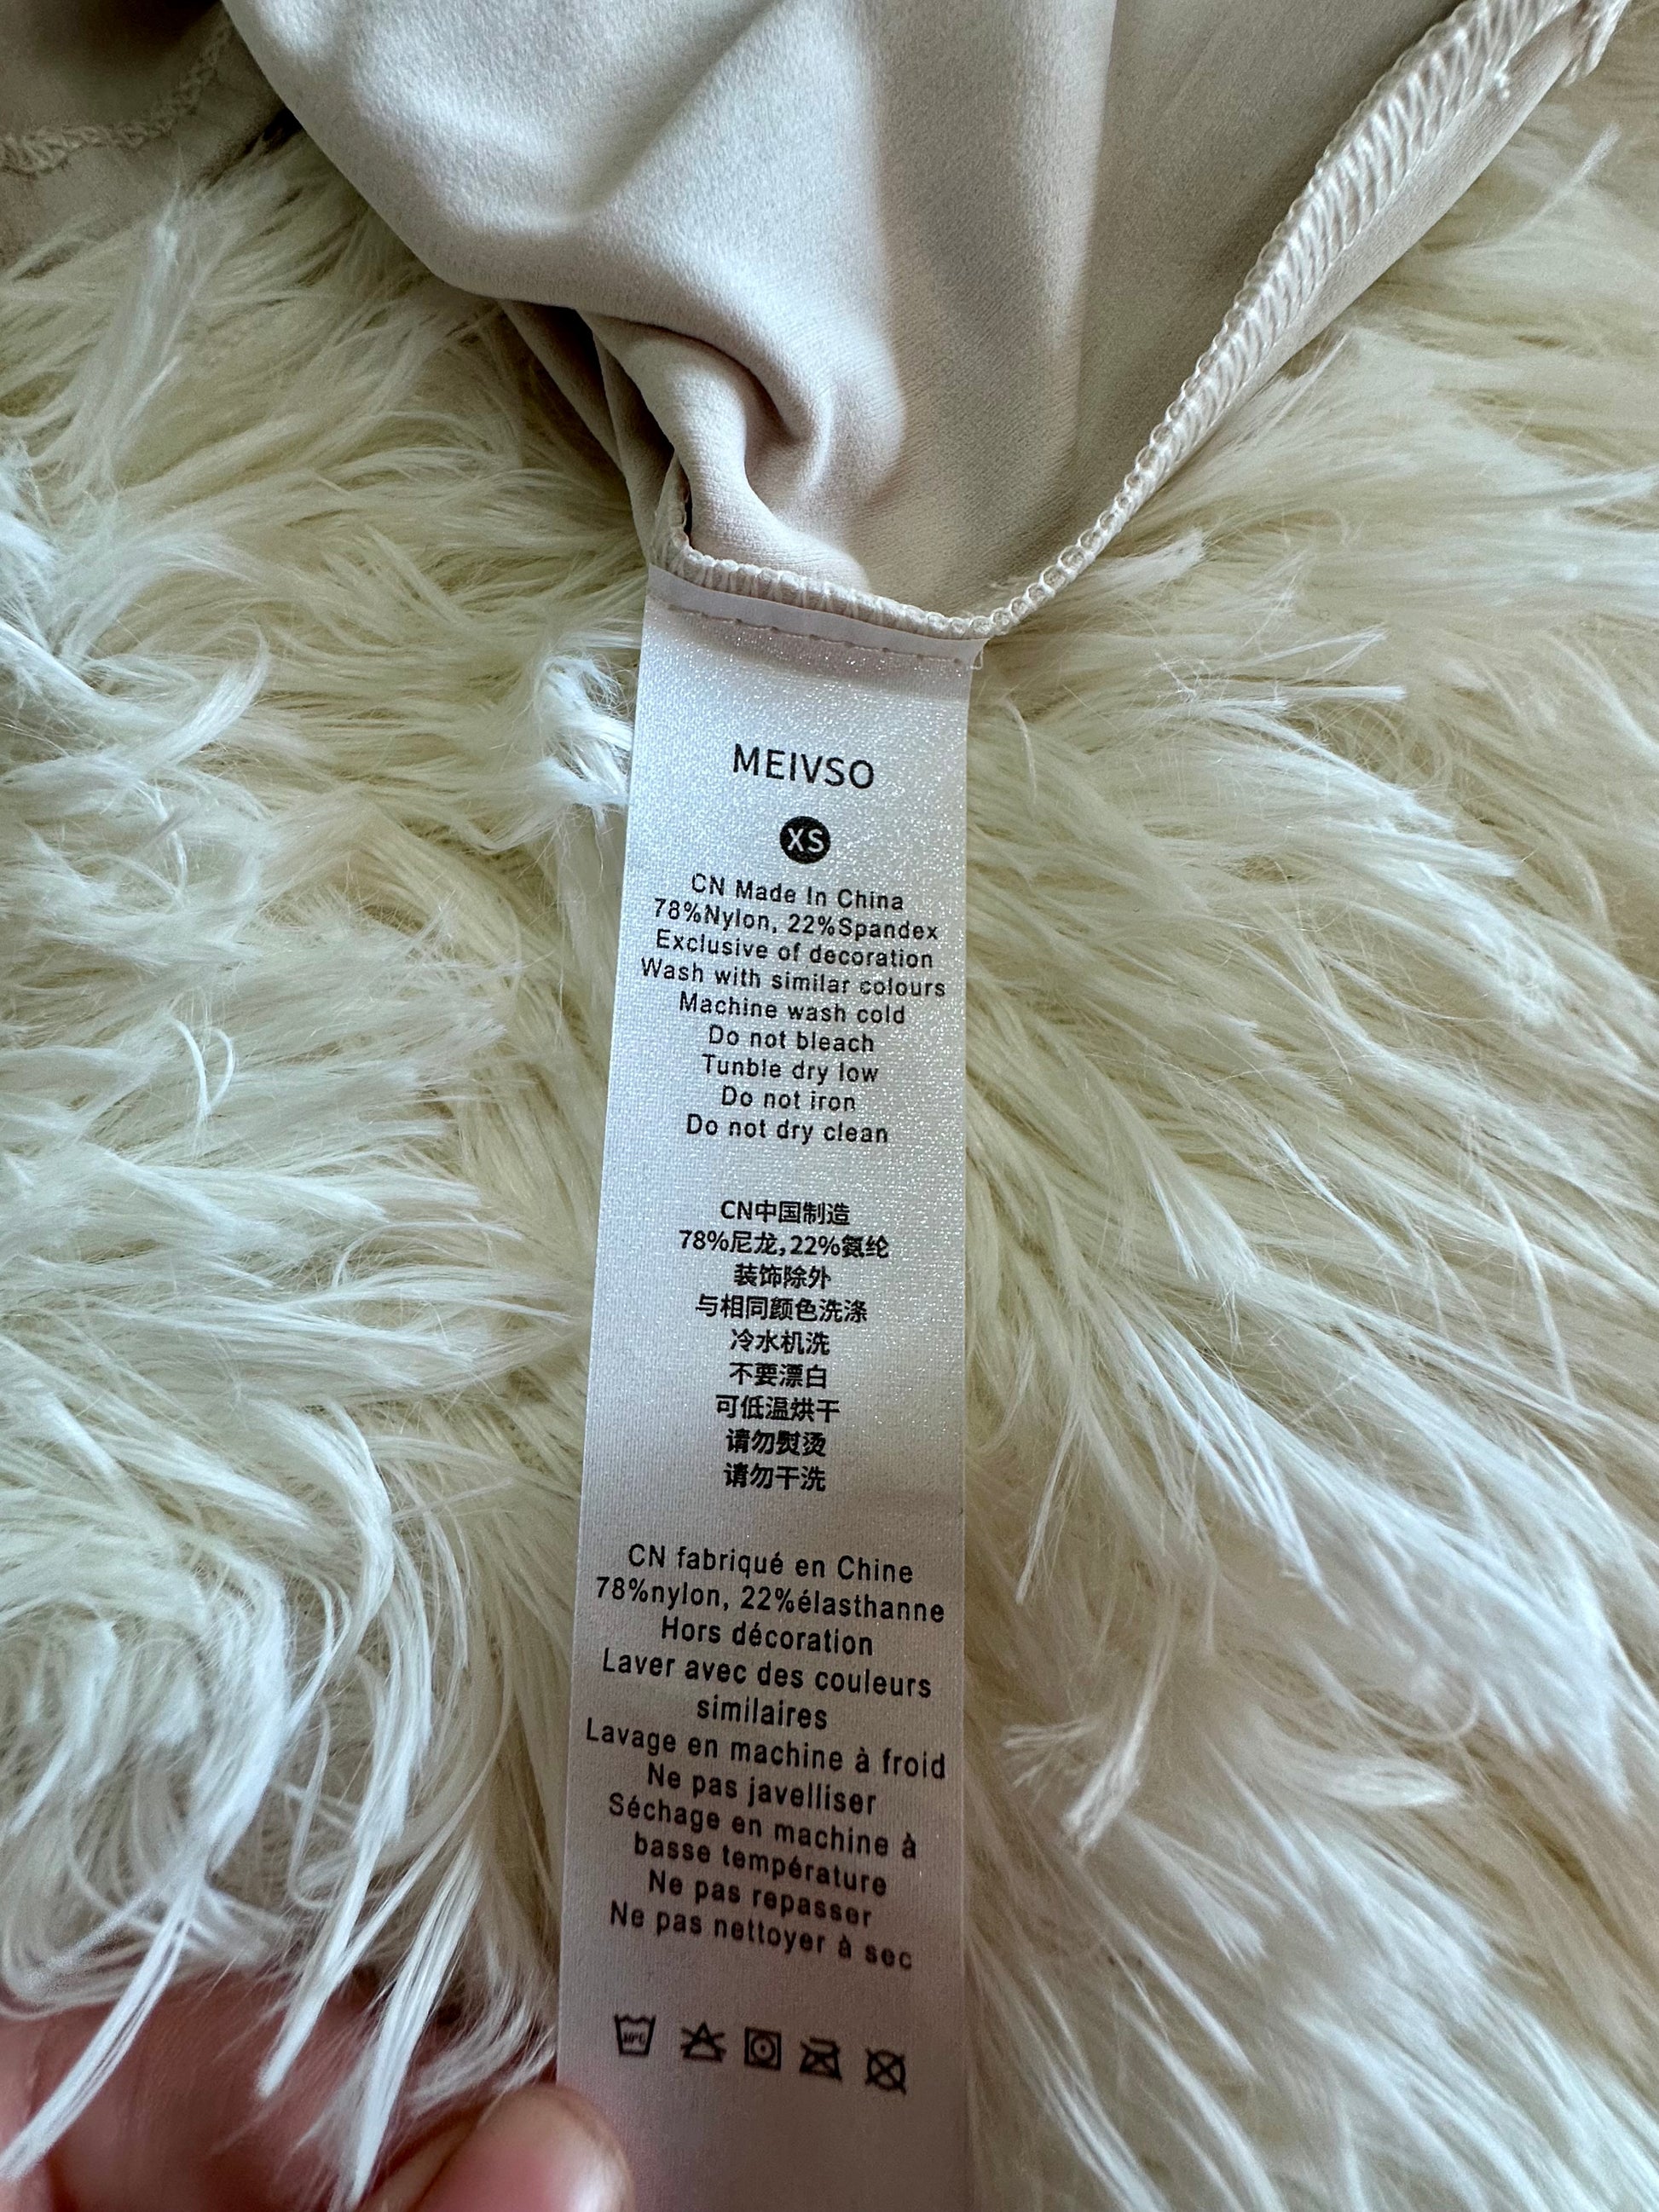 MEIVSO
XS
CN Made In China
78%Nylon, 22%Spandex
Exclusive of decoration
Wash with similar colours
Machine wash cold
Do not bleach
Tunble dry low
Do not iron
Do not dry clean
CN中国制造
78%尼龙,22%氨纶
装饰除外
与相同颜色洗涤
冷水机洗
不要漂白
可低温烘干
请勿熨烫
请勿干洗
CN fabriqué en Chine
78%nylon, 22%élasthanne
Hors décoration
Laver avec des couleurs
similaires
Lavage en machine à froid
Ne pas javelliser
Séchage en machine à
basse température
Ne pas repasser
Ne pas nettoyer à sec